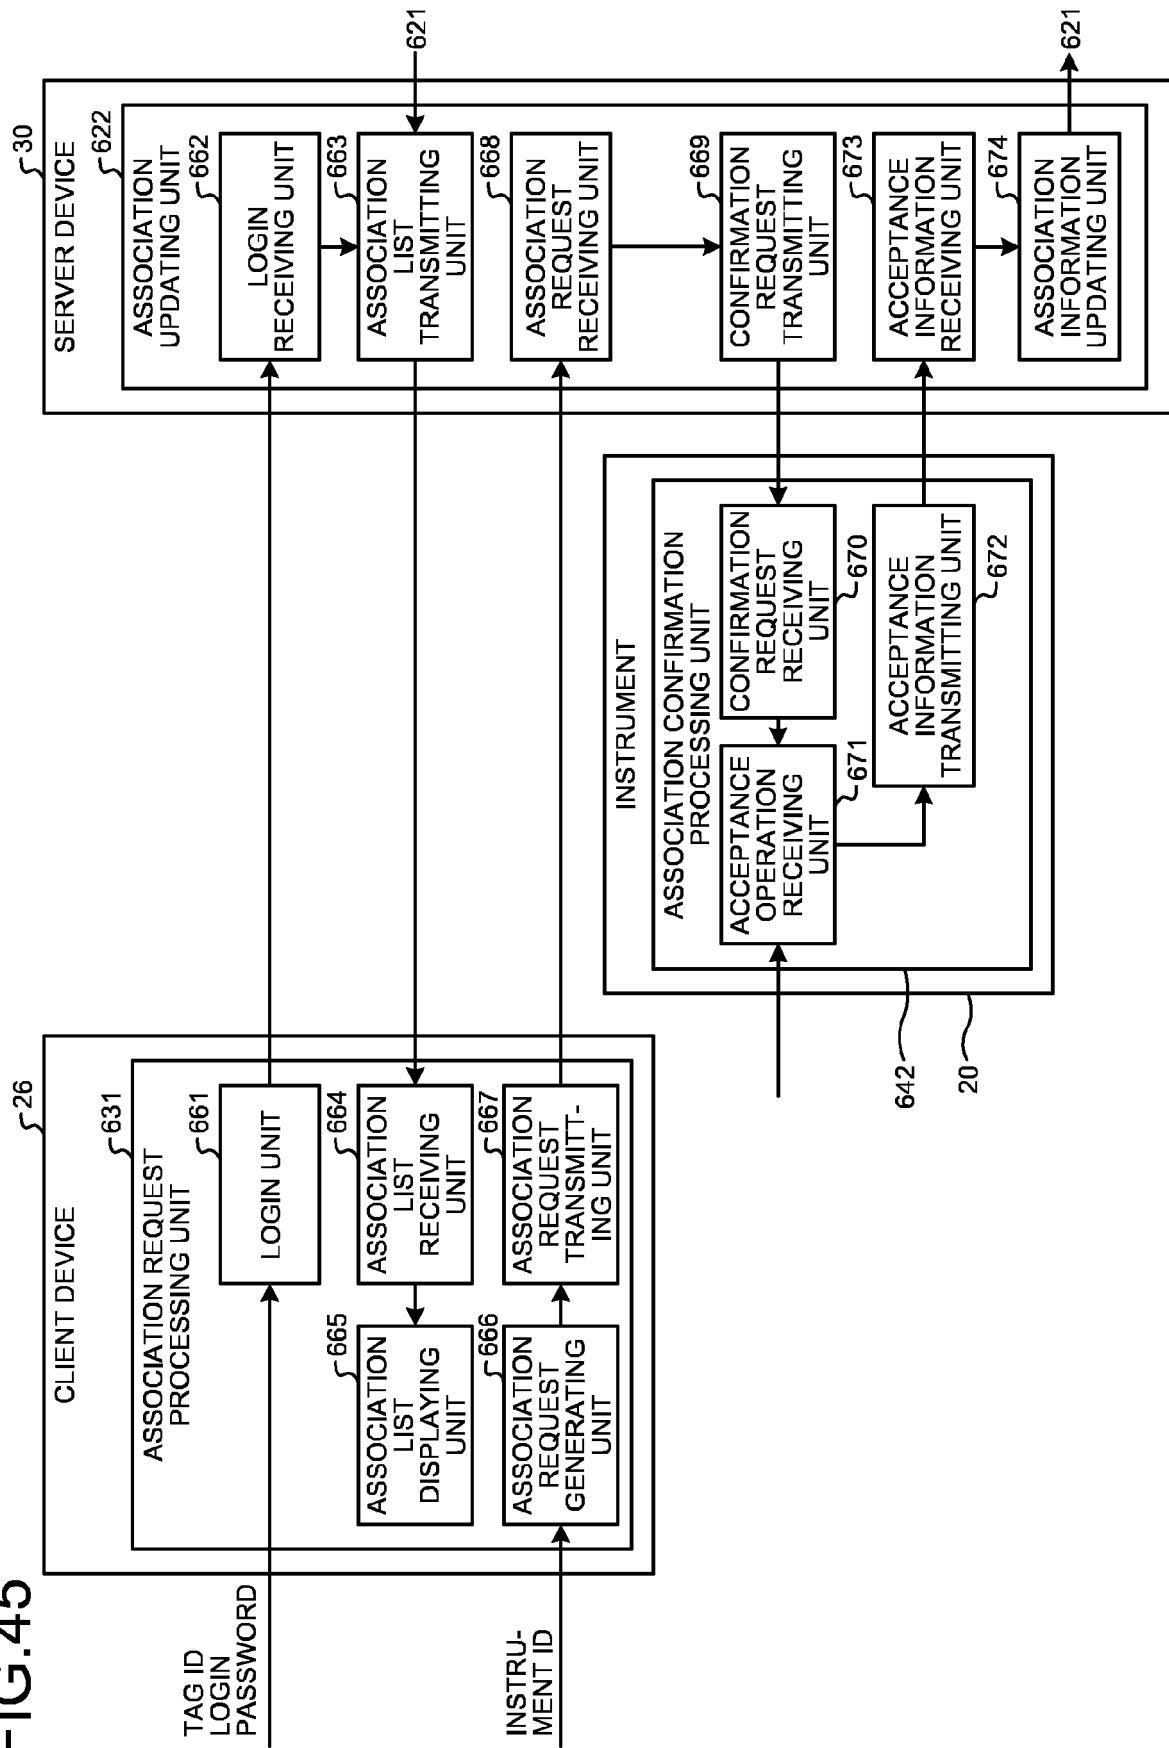 FIG.45
TAG ID
LOGIN
PASSWORD
INSTRU-
MENT ID
26
CLIENT DEVICE
631
ASSOCIATION REQUEST
PROCESSING UNIT
661
LOGIN UNIT
664
ASSOCIATION
LIST
RECEIVING
UNIT
665
ASSOCIATION
LIST
DISPLAYING
UNIT
666
ASSOCIATION
REQUEST
GENERATING
UNIT
667
ASSOCIATION
REQUEST
TRANSMITT-
ING UNIT
INSTRUMENT
ASSOCIATION CONFIRMATION
PROCESSING UNIT
CONFIRMATION
REQUEST
RECEIVING
UNIT
670
ACCEPTANCE
OPERATION
RECEIVING
UNIT
671
ACCEPTANCE
INFORMATION
TRANSMITTING UNIT
672
642
20
30
SERVER DEVICE
622
ASSOCIATION
UPDATING UNIT
662
LOGIN
RECEIVING UNIT
663
ASSOCIATION
LIST
TRANSMITTING
UNIT
621
668
ASSOCIATION
REQUEST
RECEIVING UNIT
669
CONFIRMATION
REQUEST
TRANSMITTING
UNIT
673
ACCEPTANCE
INFORMATION
RECEIVING UNIT
674
ASSOCIATION
INFORMATION
UPDATING UNIT
621